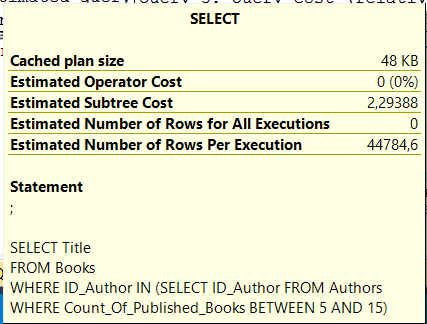 SELECT
Cached plan size 48 KB
Estimated Operator Cost 0 (0%)
Estimated Subtree Cost 2,29388
Estimated Number of Rows for All Executions 0
Estimated Number of Rows Per Execution 44784,6
Statement
;
SELECT Title
FROM Books
WHERE ID_Author IN (SELECT ID_Author FROM Authors
WHERE Count_Of_Published_Books BETWEEN 5 AND 15)